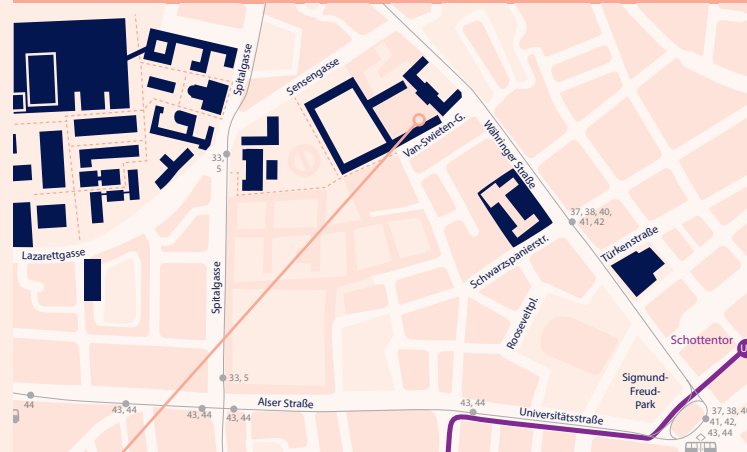 Spitalgasse
Sensengasse
Van-Swieten-G.
Währinger Straße
33,
5
37, 38, 40,
41, 42
Türkenstraße
Schwarzspanierstr.
Lazarettgasse
Spitalgasse
Rooseveltpl.
Schottentor
U
33, 5
Sigmund-
Freud-
Park
44
43, 44
43, 44
43, 44
Alser Straße
43, 44
Universitätsstraße
37, 38, 40
41, 42,
43, 44